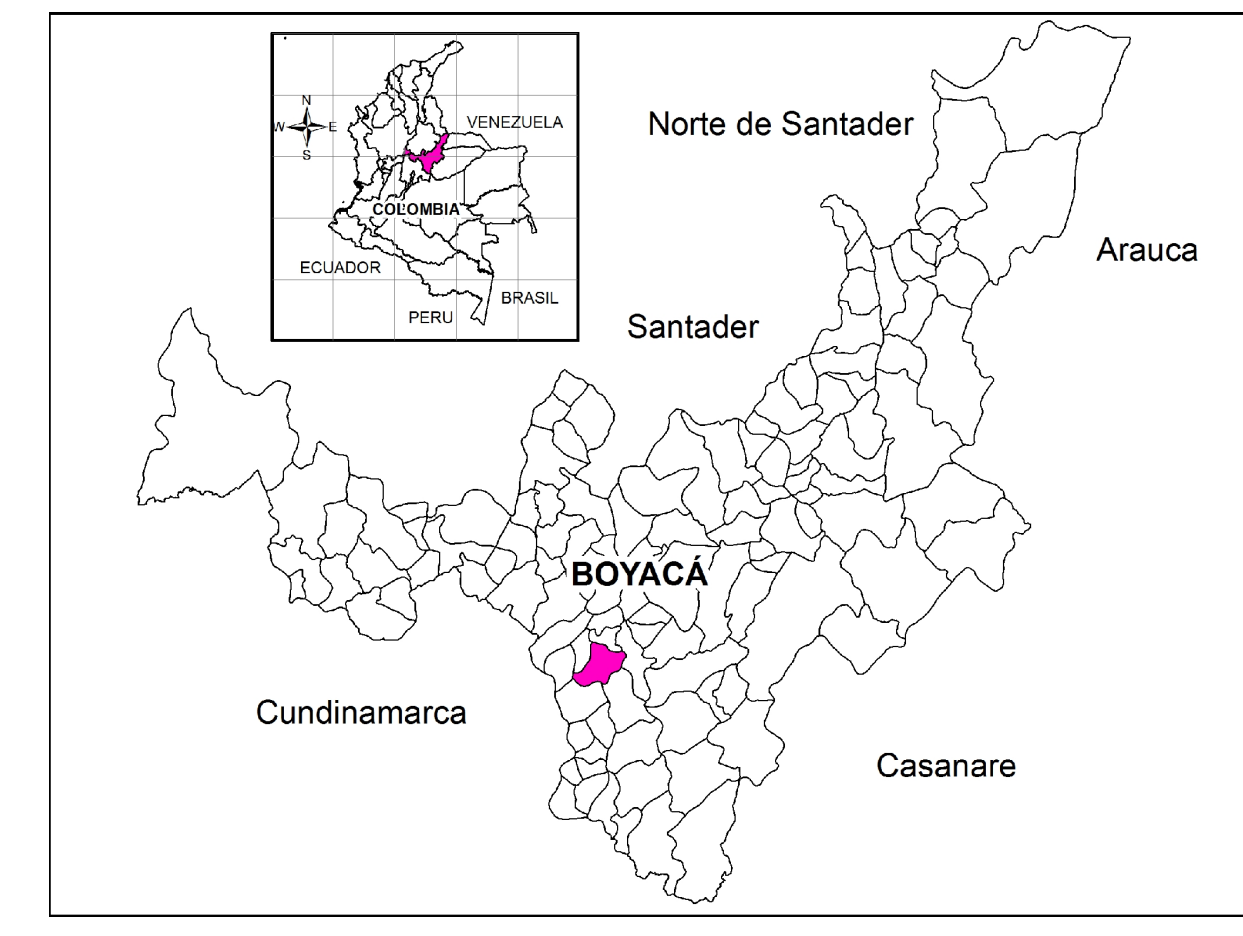 N
W
E
S
VENEZUELA
COLOMBIA
ECUADOR
BRASIL
PERU
Norte de Santader
Arauca
Santader
BOYACÁ
Cundinamarca
Casanare